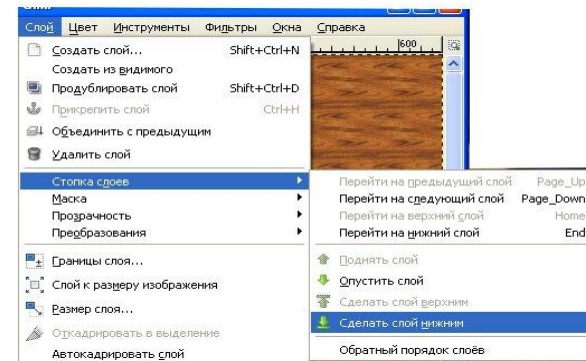 Слой Цвет Инструменты Фильтры Окна Справка
Создать слой... Shift+Ctrl+N
600
Создать из видимого
Продублировать слой Shift+Ctrl+D
Прикрепить слой Ctrl+H
Объединить с предыдущим
Удалить слой
Стопка слоев
Маска
Прозрачность
Преобразования
Границы слоя...
Слой к размеру изображения
Размер слоя...
Откадрировать в выделение
Автокадрировать слой
Перейти на предыдущий слой Page_Up
Перейти на следующий слой Page_Down
Перейти на верхний слой Home
Перейти на нижний слой End
Поднять слой
Опустить слой
Сделать слой верхним
Сделать слой нижним
Обратный порядок слоёв